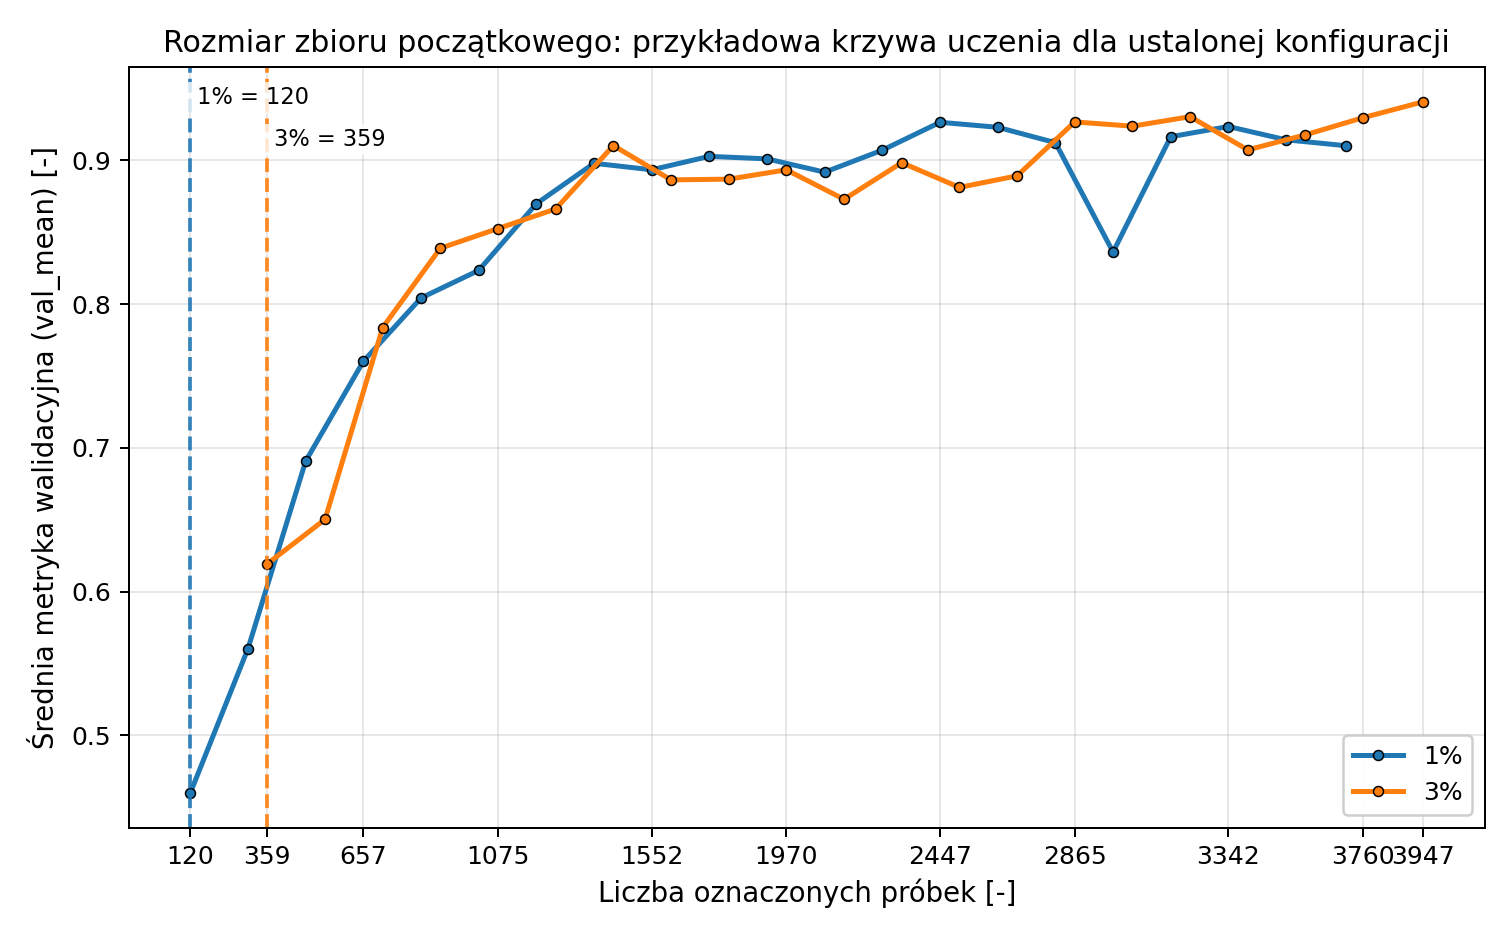 Rozmiar zbioru początkowego: przykładowa krzywa uczenia dla ustalonej konfiguracji
1% = 120
3% = 359
Średnia metryka walidacyjna (val_mean) [-]
0.9
0.8
0.7
0.6
0.5
1%
3%
120 359 657 1075 1552 1970 2447 2865 3342 3760 3947
Liczba oznaczonych próbek [-]